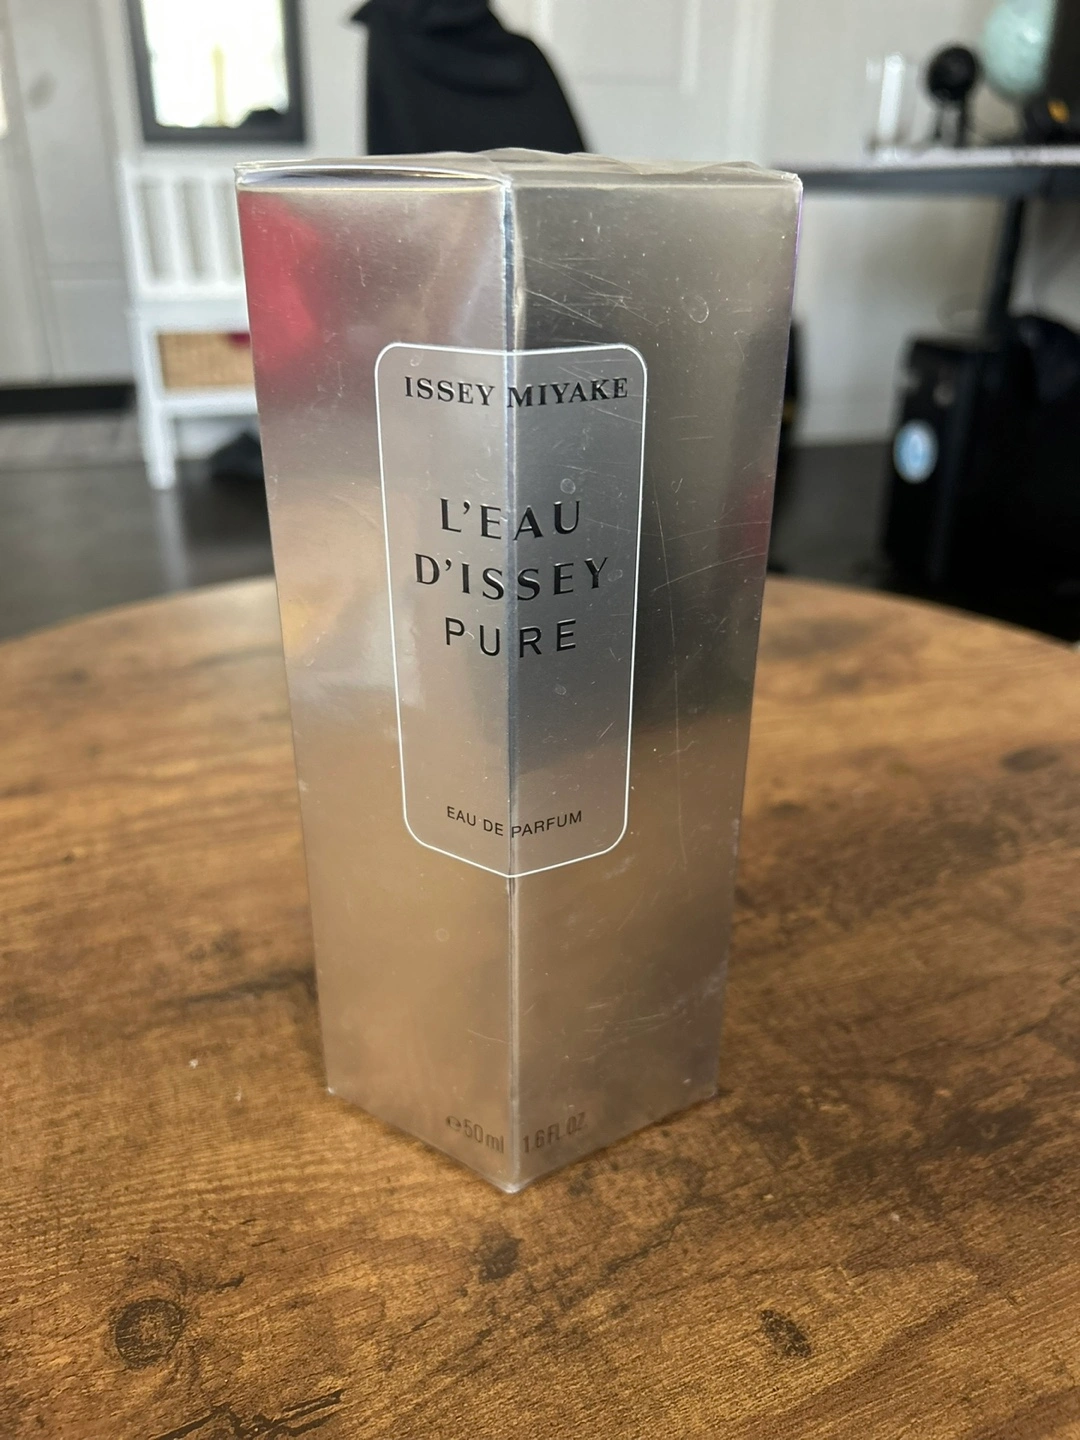 ISSEY MIYAKE
L'EAU
D'ISSEY
PURE
EAU DE PARFUM
℮50ml 1.6FL.OZ.